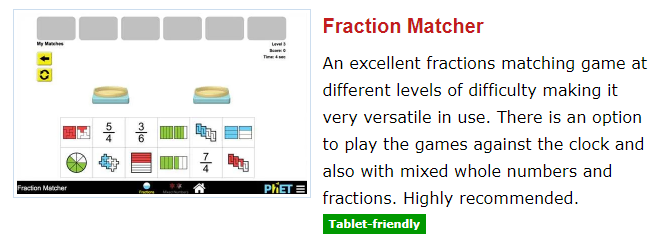 My Matches
Level 3
Score: 0
Time: 4 sec
5
4
3
6
7
4
Fraction Matcher
Fractions
Mixed Numbers
PhET
Fraction Matcher
An excellent fractions matching game at
different levels of difficulty making it
very versatile in use. There is an option
to play the games against the clock and
also with mixed whole numbers and
fractions. Highly recommended.
Tablet-friendly